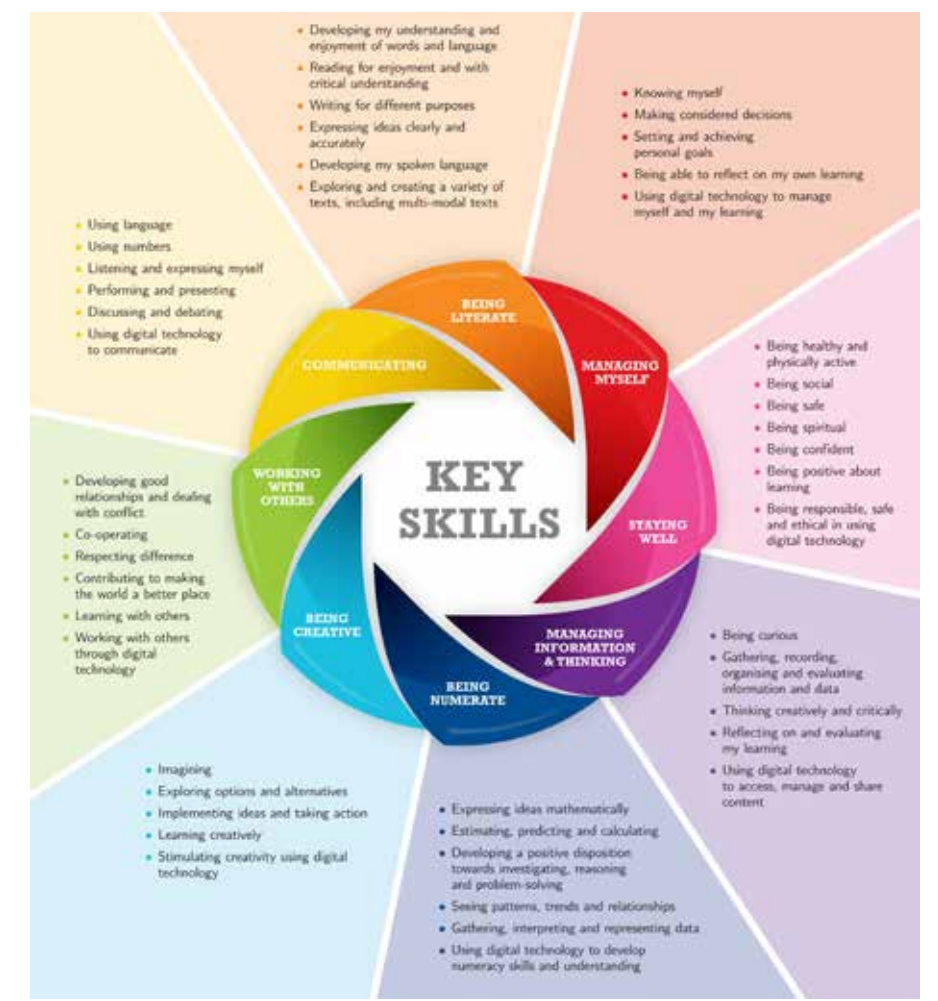 KEY
SKILLS
BEING
LITERATE
• Developing my understanding and
enjoyment of words and language
• Reading for enjoyment and with
critical understanding
• Writing for different purposes
• Expressing ideas clearly and
accurately
• Developing my spoken language
• Exploring and creating a variety of
texts, including multi-modal texts
MANAGING
MYSELF
• Knowing myself
• Making considered decisions
• Setting and achieving
personal goals
• Being able to reflect on my own learning
• Using digital technology to manage
myself and my learning
STAYING
WELL
• Being healthy and
physically active
• Being social
• Being safe
• Being spiritual
• Being confident
• Being positive about
learning
• Being responsible, safe
and ethical in using
digital technology
MANAGING
INFORMATION
& THINKING
• Being curious
• Gathering, recording,
organising and evaluating
information and data
• Thinking creatively and critically
• Reflecting on and evaluating
my learning
• Using digital technology
to access, manage and share
content
BEING
NUMERATE
• Expressing ideas mathematically
• Estimating, predicting and calculating
• Developing a positive disposition
towards investigating, reasoning
and problem-solving
• Seeing patterns, trends and relationships
• Gathering, interpreting and representing data
• Using digital technology to develop
numeracy skills and understanding
BEING
CREATIVE
• Imagining
• Exploring options and alternatives
• Implementing ideas and taking action
• Learning creatively
• Stimulating creativity using digital
technology
WORKING
WITH
OTHERS
• Developing good
relationships and dealing
with conflict
• Co-operating
• Respecting difference
• Contributing to making
the world a better place
• Learning with others
• Working with others
through digital
technology
COMMUNICATING
• Using language
• Using numbers
• Listening and expressing myself
• Performing and presenting
• Discussing and debating
• Using digital technology
to communicate